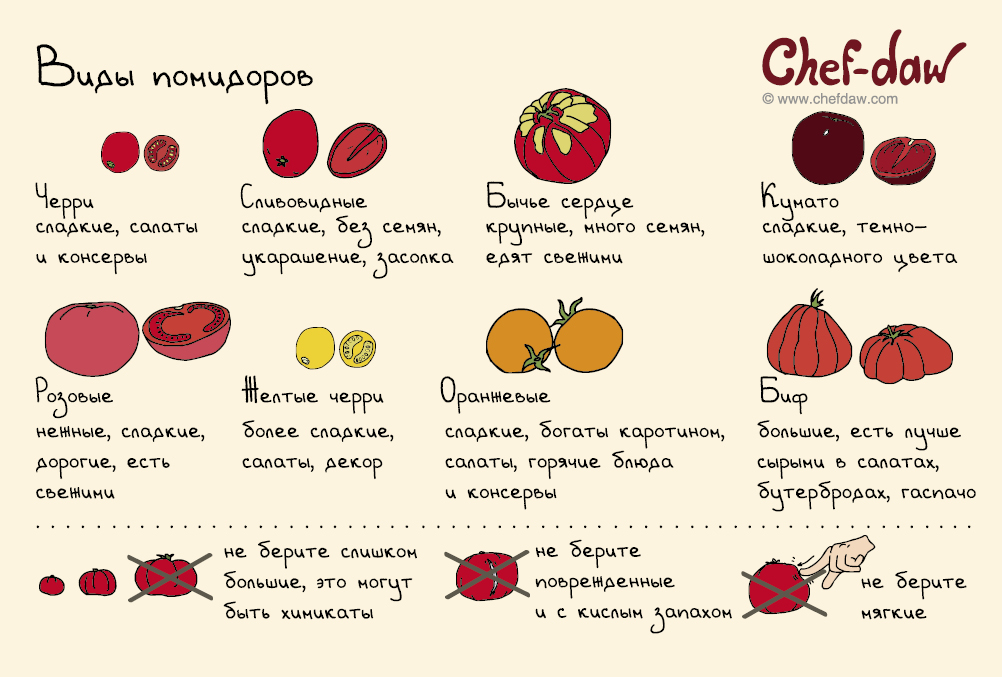 Виды помидоров
Chef-daw
© www.chefdaw.com
Черри
сладкие, салаты
и консервы
Сливовидные
сладкие, без семян,
укарашение, засолка
Бычье сердце
крупные, много семян,
едят свежими
Кумато
сладкие, темно-
шоколадного цвета
Розовые
нежные, сладкие,
дорогие, есть
свежими
Желтые черри
более сладкие,
салаты, декор
Оранжевые
сладкие, богаты каротином,
салаты, горячие блюда
и консервы
Биф
большие, есть лучше
сырыми в салатах,
бутербродах, гаспачо
не берите слишком
большие, это могут
быть химикаты
не берите
поврежденные
и с кислым запахом
не берите
мягкие